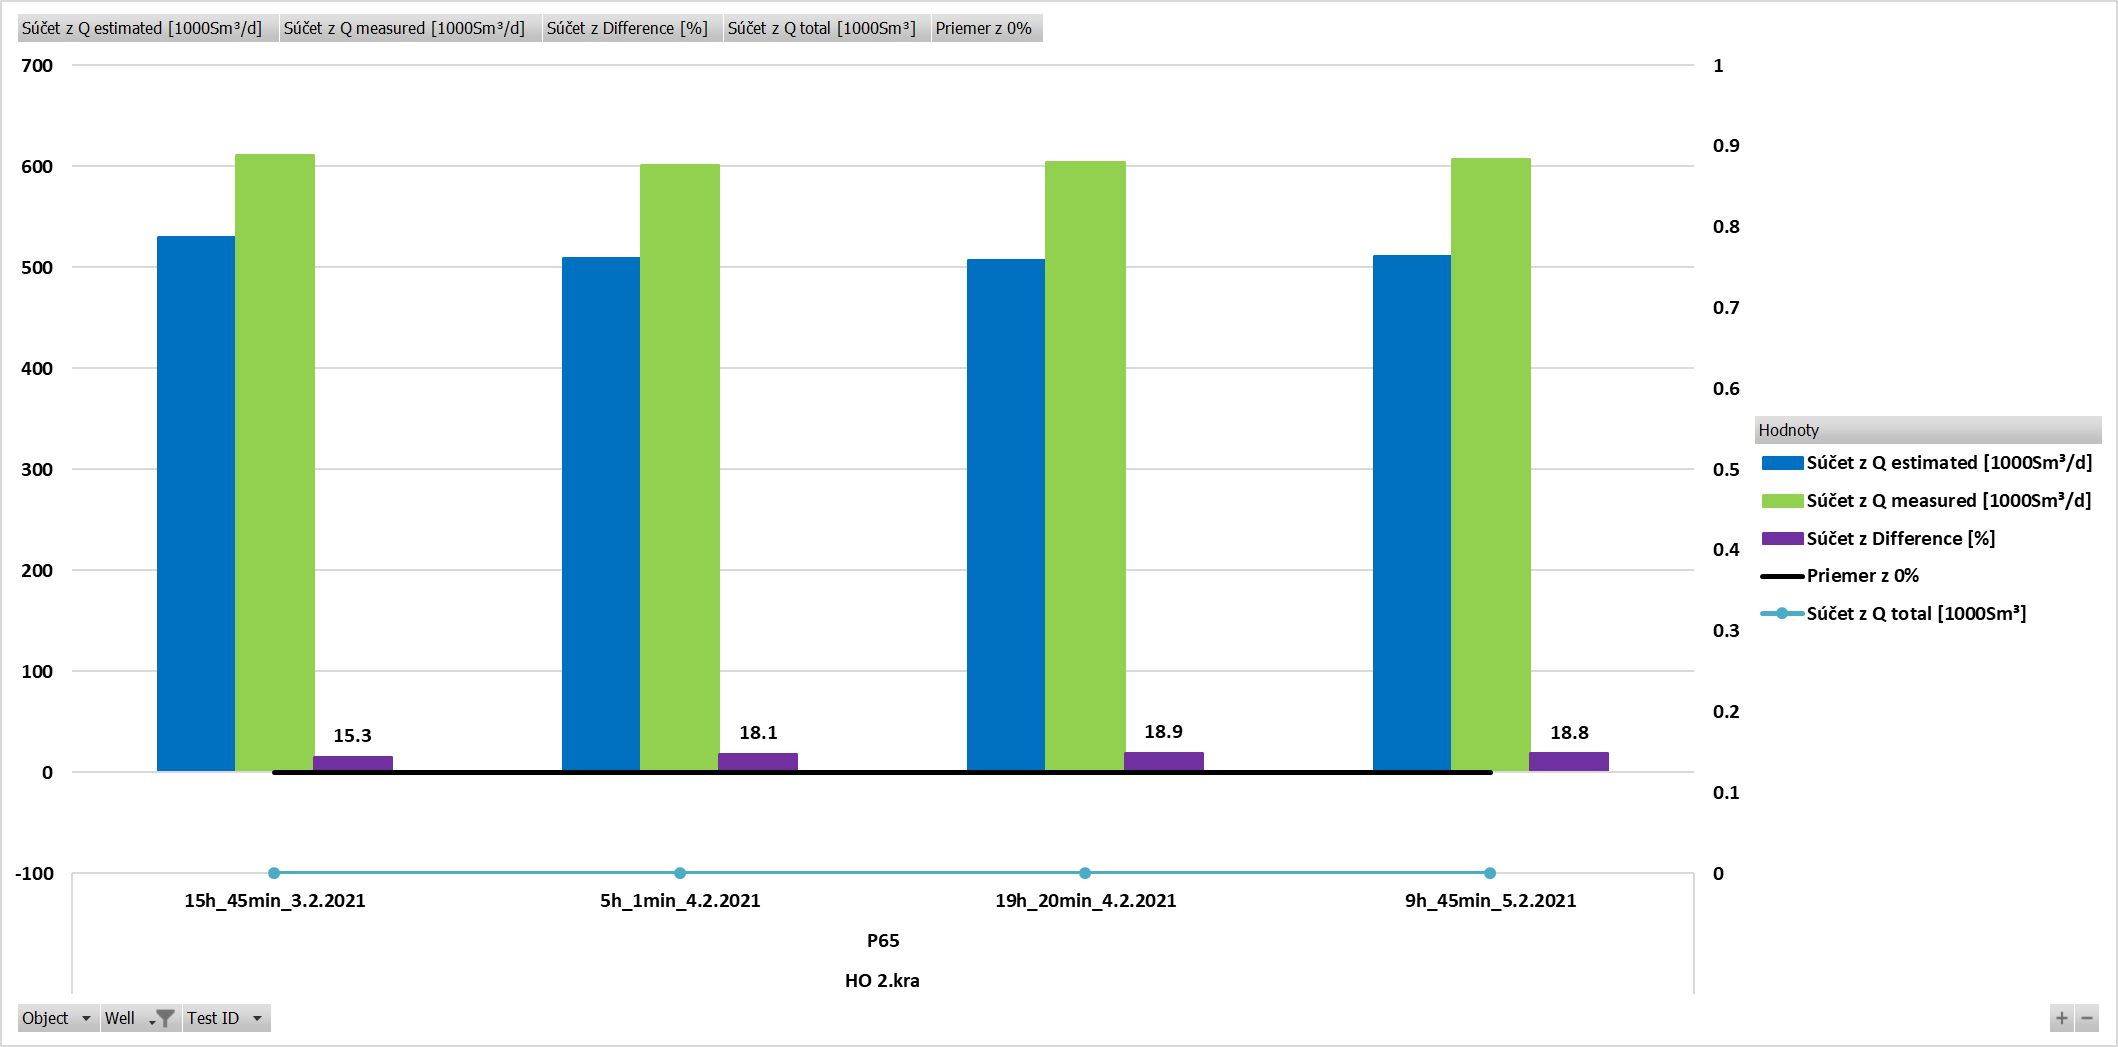 Súčet z Q estimated [1000Sm³/d] Súčet z Q measured [1000Sm³/d] Súčet z Difference [%] Súčet z Q total [1000Sm³] Priemer z 0%
700
600
500
400
300
200
100
0
-100
1
0.9
0.8
0.7
0.6
0.5
0.4
0.3
0.2
0.1
0
15.3
18.1
18.9
18.8
15h_45min_3.2.2021 5h_1min_4.2.2021 19h_20min_4.2.2021 9h_45min_5.2.2021
P65
HO 2.kra
Hodnoty
Súčet z Q estimated [1000Sm³/d]
Súčet z Q measured [1000Sm³/d]
Súčet z Difference [%]
Priemer z 0%
Súčet z Q total [1000Sm³]
Object Well Test ID